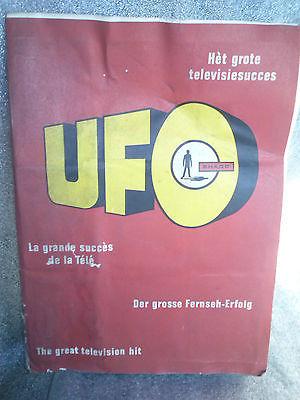 Hèt grote
televisiesucces
UFO
SHADO
La grande succès
de la Télé
Der grosse Fernseh-Erfolg
The great television hit